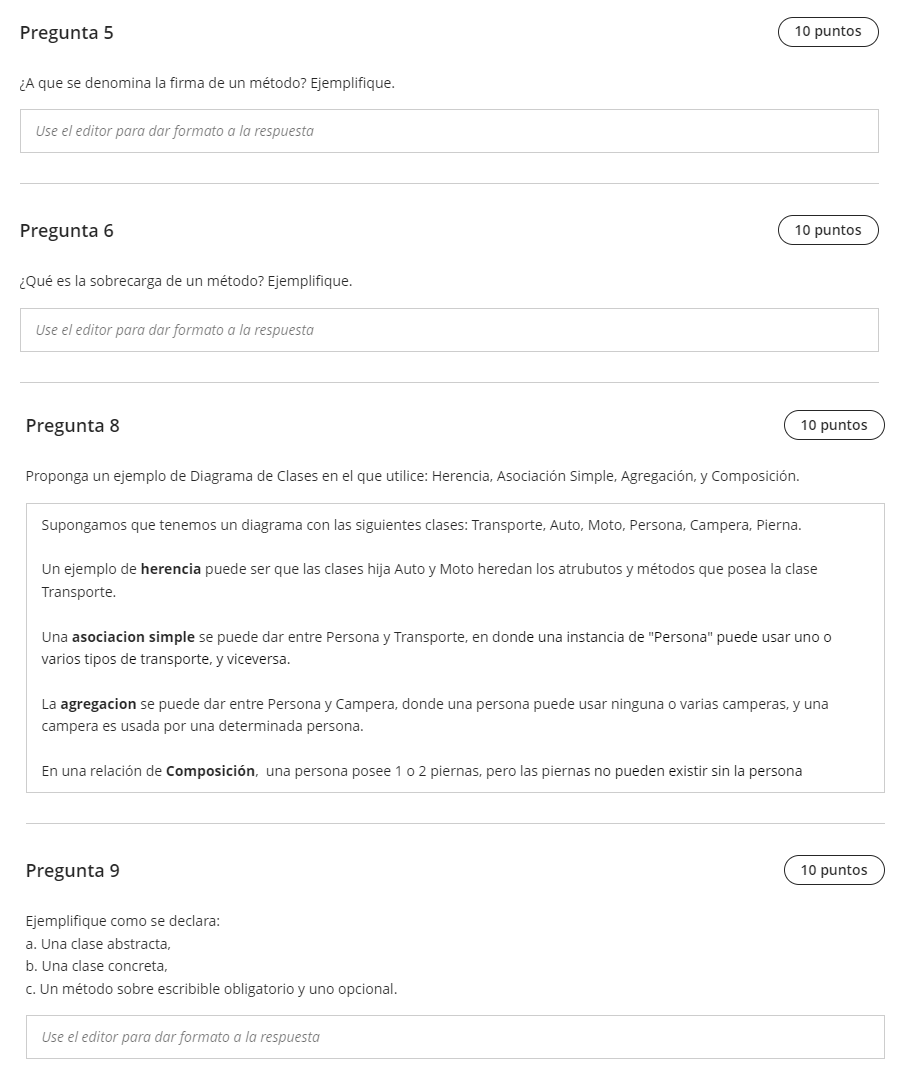 Pregunta 5
10 puntos
¿A que se denomina la firma de un método? Ejemplifique.
Use el editor para dar formato a la respuesta
Pregunta 6
10 puntos
¿Qué es la sobrecarga de un método? Ejemplifique.
Use el editor para dar formato a la respuesta
Pregunta 8
10 puntos
Proponga un ejemplo de Diagrama de Clases en el que utilice: Herencia, Asociación Simple, Agregación, y Composición.
Supongamos que tenemos un diagrama con las siguientes clases: Transporte, Auto, Moto, Persona, Campera, Pierna.
Un ejemplo de herencia puede ser que las clases hija Auto y Moto heredan los atrubutos y métodos que posea la clase
Transporte.
Una asociacion simple se puede dar entre Persona y Transporte, en donde una instancia de "Persona" puede usar uno o
varios tipos de transporte, y viceversa.
La agregacion se puede dar entre Persona y Campera, donde una persona puede usar ninguna o varias camperas, y una
campera es usada por una determinada persona.
En una relación de Composición, una persona posee 1 o 2 piernas, pero las piernas no pueden existir sin la persona
Pregunta 9
10 puntos
Ejemplifique como se declara:
a. Una clase abstracta,
b. Una clase concreta,
c. Un método sobre escribible obligatorio y uno opcional.
Use el editor para dar formato a la respuesta